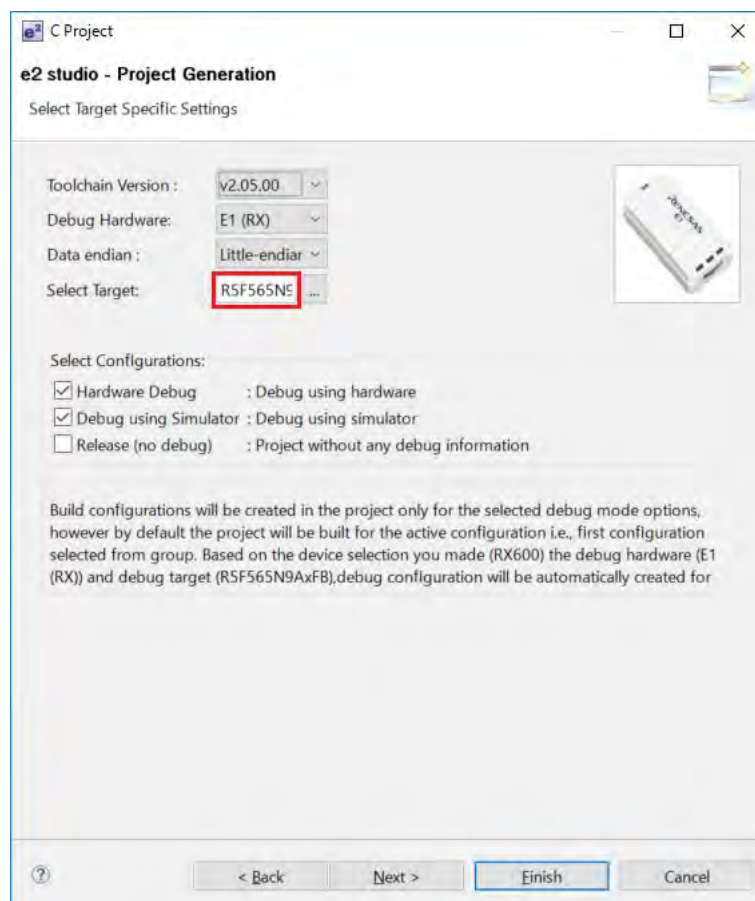 e² C Project
e2 studio - Project Generation
Select Target Specific Settings
Toolchain Version : v2.05.00
Debug Hardware: E1 (RX)
Data endian : Little-endiar
Select Target: R5F565N9 ...
RENESAS
E1
Select Configurations:
Hardware Debug : Debug using hardware
Debug using Simulator : Debug using simulator
Release (no debug) : Project without any debug information
Build configurations will be created in the project only for the selected debug mode options,
however by default the project will be built for the active configuration i.e., first configuration
selected from group. Based on the device selection you made (RX600) the debug hardware (E1
(RX)) and debug target (R5F565N9AxFB),debug configuration will be automatically created for
? < Back Next > Finish Cancel